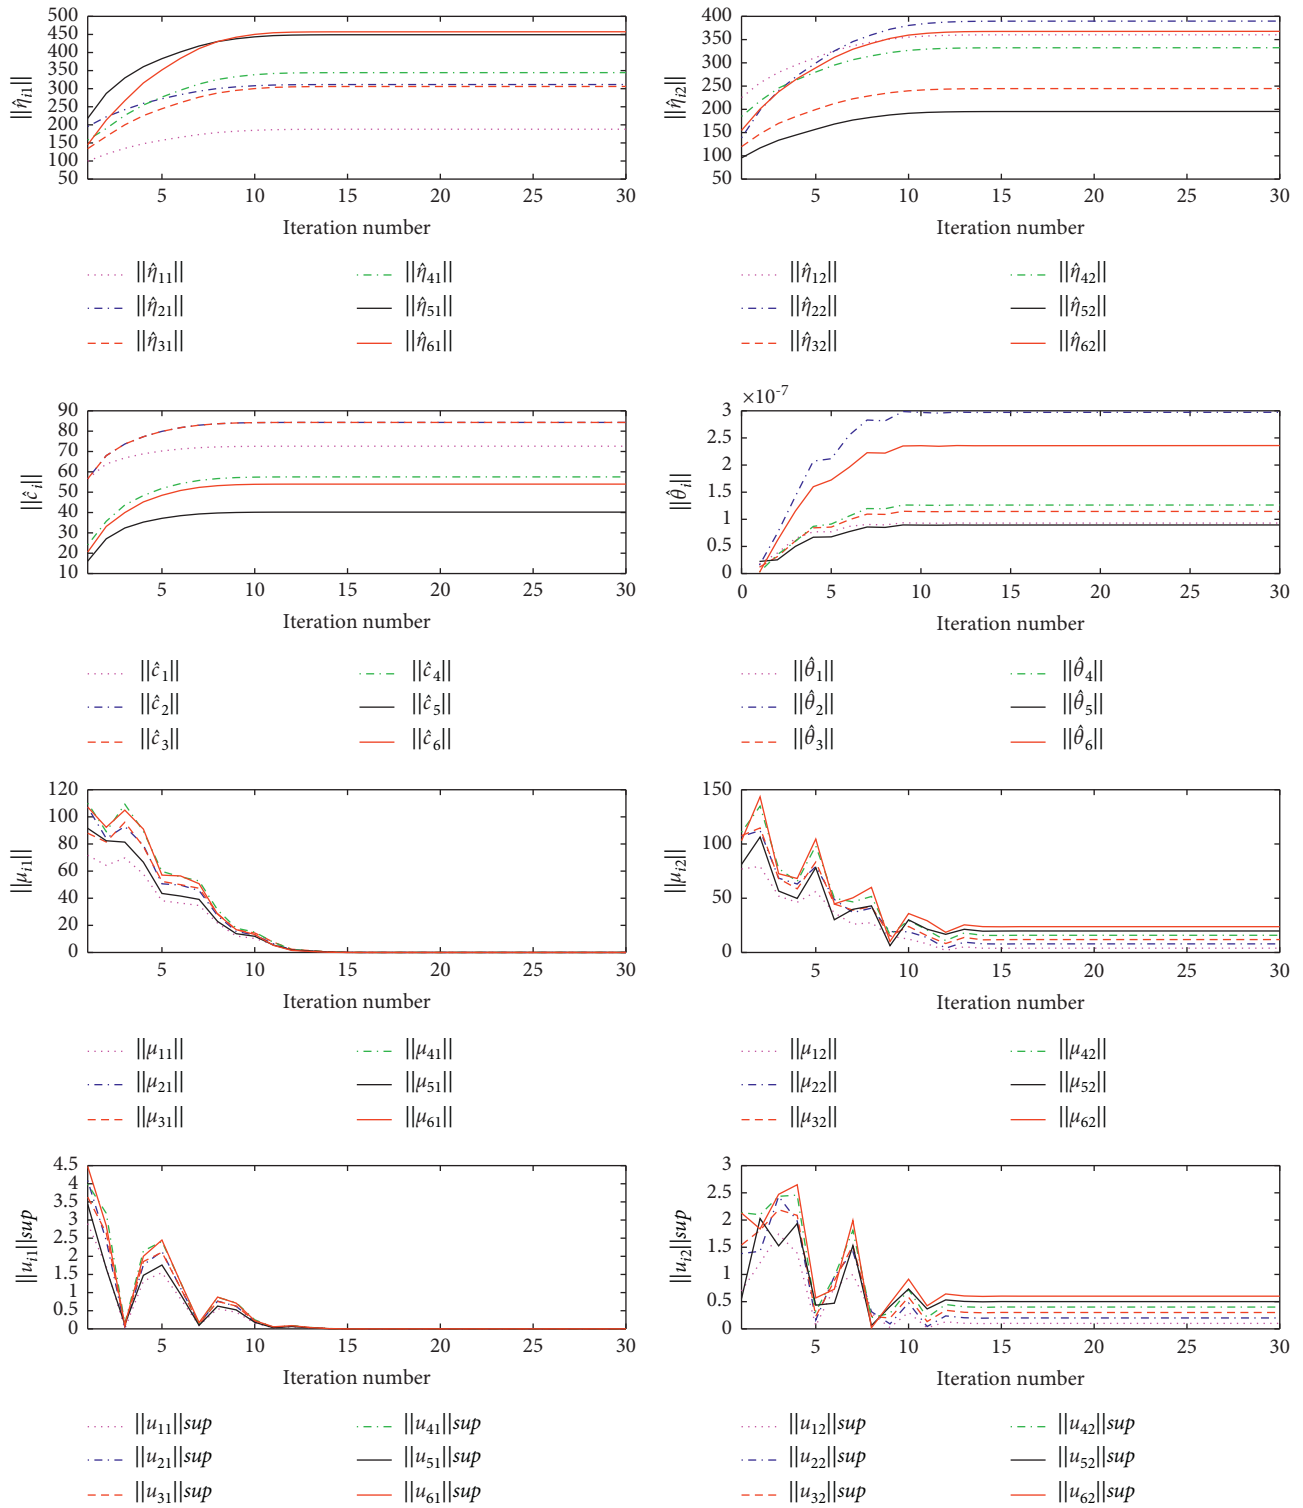 500
450
400
350
300
250
200
150
100
50
||η̂i1||
5 10 15 20 25 30
Iteration number
||η̂11||
||η̂21||
||η̂31||
||η̂41||
||η̂51||
||η̂61||
400
350
300
250
200
150
100
50
||η̂i2||
5 10 15 20 25 30
Iteration number
||η̂12||
||η̂22||
||η̂32||
||η̂42||
||η̂52||
||η̂62||
90
80
70
60
50
40
30
20
10
||ĉi||
5 10 15 20 25 30
Iteration number
||ĉ1||
||ĉ2||
||ĉ3||
||ĉ4||
||ĉ5||
||ĉ6||
×10-7
3
2.5
2
1.5
1
0.5
0
||θ̂i||
0 5 10 15 20 25 30
Iteration number
||θ̂1||
||θ̂2||
||θ̂3||
||θ̂4||
||θ̂5||
||θ̂6||
120
100
80
60
40
20
0
||μi1||
5 10 15 20 25 30
Iteration number
||μ11||
||μ21||
||μ31||
||μ41||
||μ51||
||μ61||
150
100
50
0
||μi2||
5 10 15 20 25 30
Iteration number
||μ12||
||μ22||
||μ32||
||μ42||
||μ52||
||μ62||
4.5
4
3.5
3
2.5
2
1.5
1
0.5
0
||ui1||sup
5 10 15 20 25 30
Iteration number
||u11||sup
||u21||sup
||u31||sup
||u41||sup
||u51||sup
||u61||sup
3
2.5
2
1.5
1
0.5
0
||ui2||sup
5 10 15 20 25 30
Iteration number
||u12||sup
||u22||sup
||u32||sup
||u42||sup
||u52||sup
||u62||sup